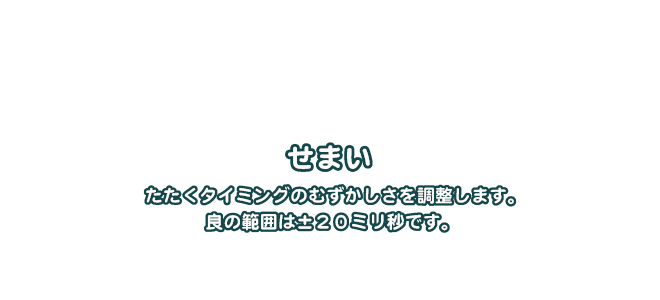 せまい
たたくタイミングのむずかしさを調整します。
良の範囲は±２０ミリ秒です。